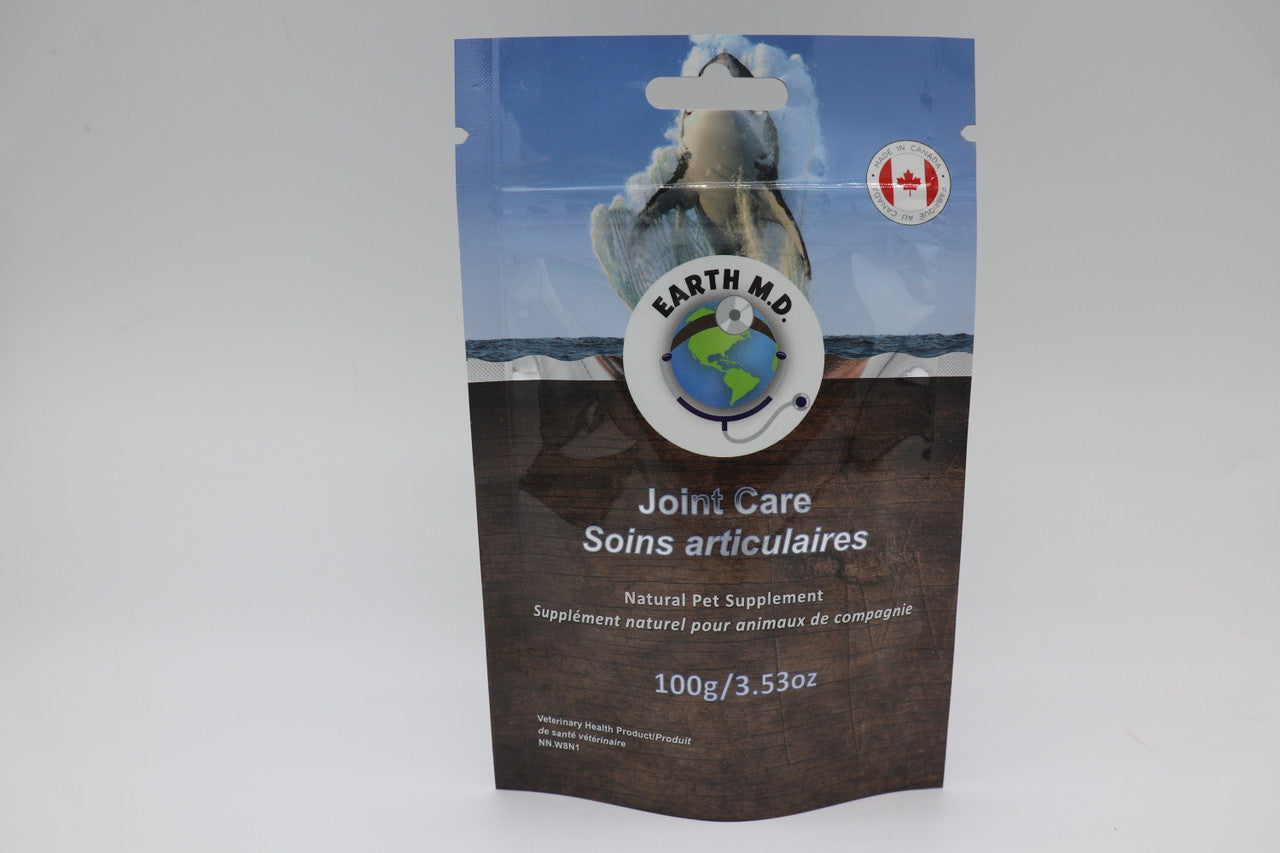 MADE IN CANADA
FABRIQUÉ AU CANADA
EARTH M.D.
Joint Care
Soins articulaires
Natural Pet Supplement
Supplément naturel pour animaux de compagnie
100g/3.53oz
Veterinary Health Product/Produit
de santé vétérinaire
NN.W8N1